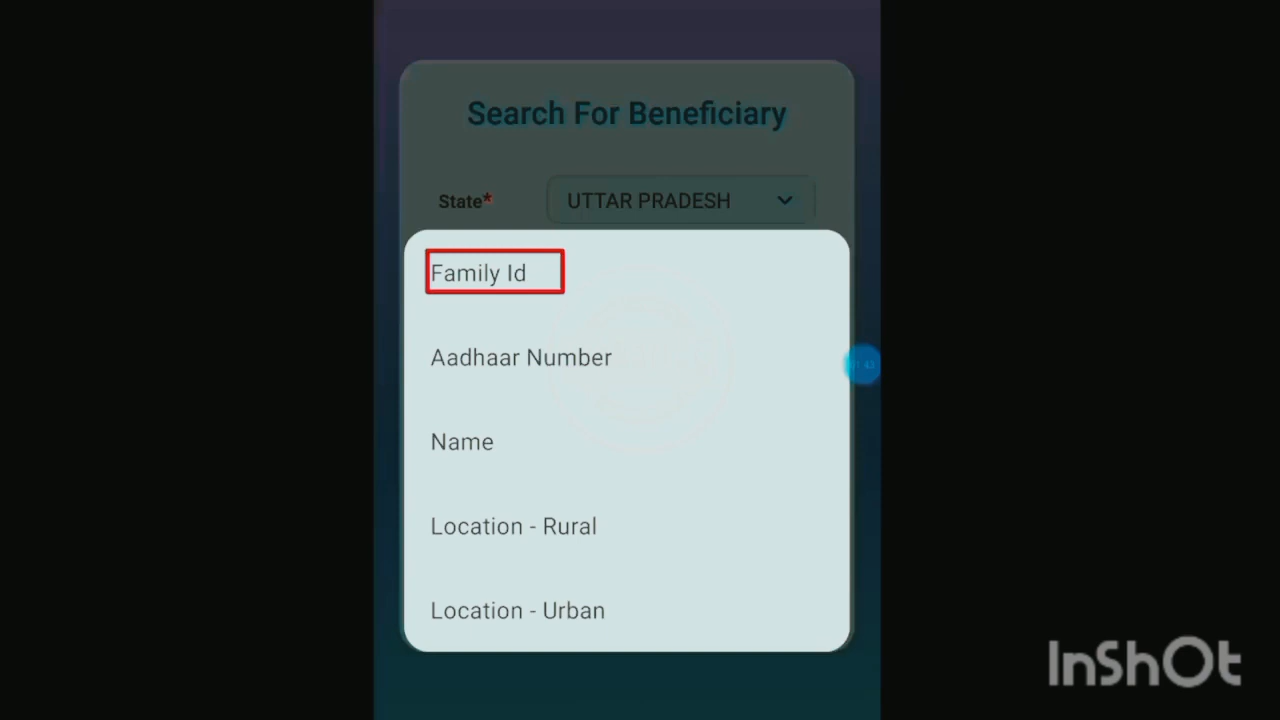 Search For Beneficiary
State* UTTAR PRADESH
Family Id
Aadhaar Number
Name
Location - Rural
Location - Urban
InShOt